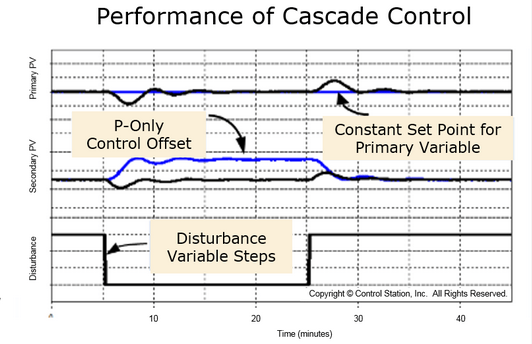 Performance of Cascade Control
Primary PV
P-Only
Control Offset
Constant Set Point for
Primary Variable
Secondary PV
Disturbance
Variable Steps
Disturbance
Copyright © Control Station, Inc. All Rights Reserved.
10
20
30
40
Time (minutes)